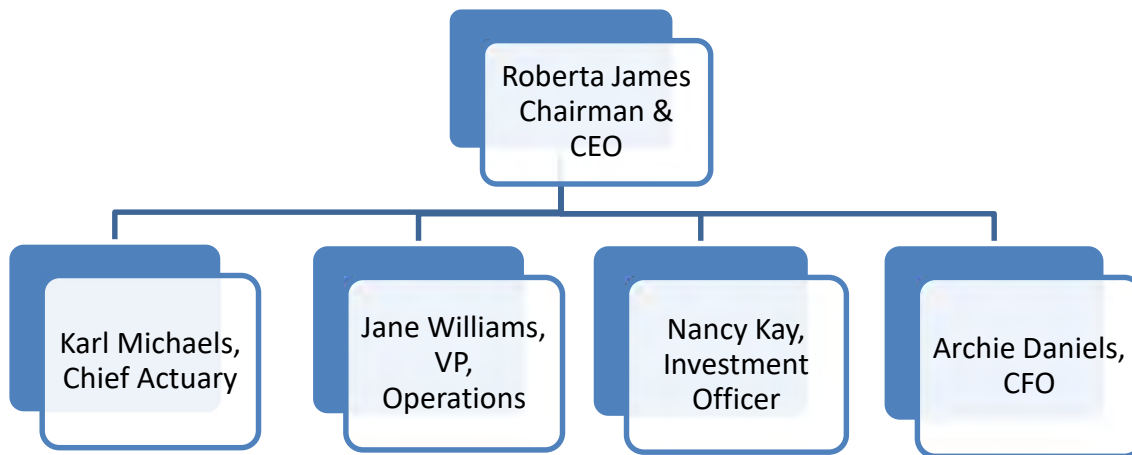 Roberta James
Chairman &
CEO
Karl Michaels,
Chief Actuary
Jane Williams,
VP,
Operations
Nancy Kay,
Investment
Officer
Archie Daniels,
CFO